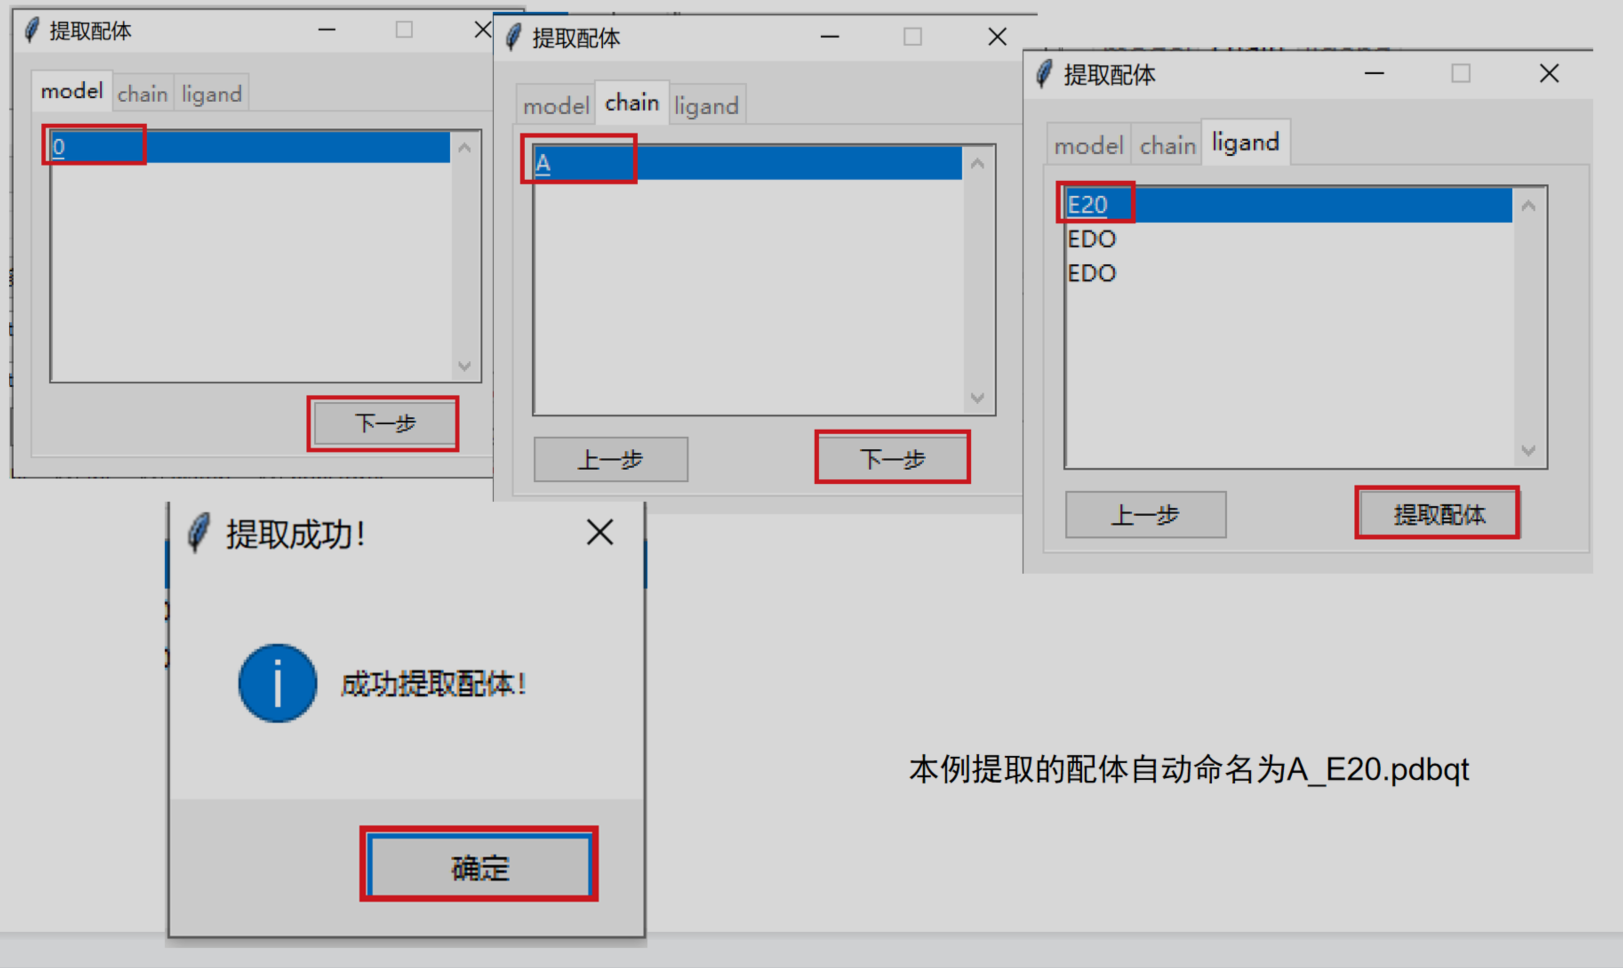 提取配体
model chain ligand
0
下一步
提取配体
model chain ligand
A
上一步 下一步
提取配体
model chain ligand
E20
EDO
EDO
上一步 提取配体
提取成功!
成功提取配体!
确定
本例提取的配体自动命名为A_E20.pdbqt